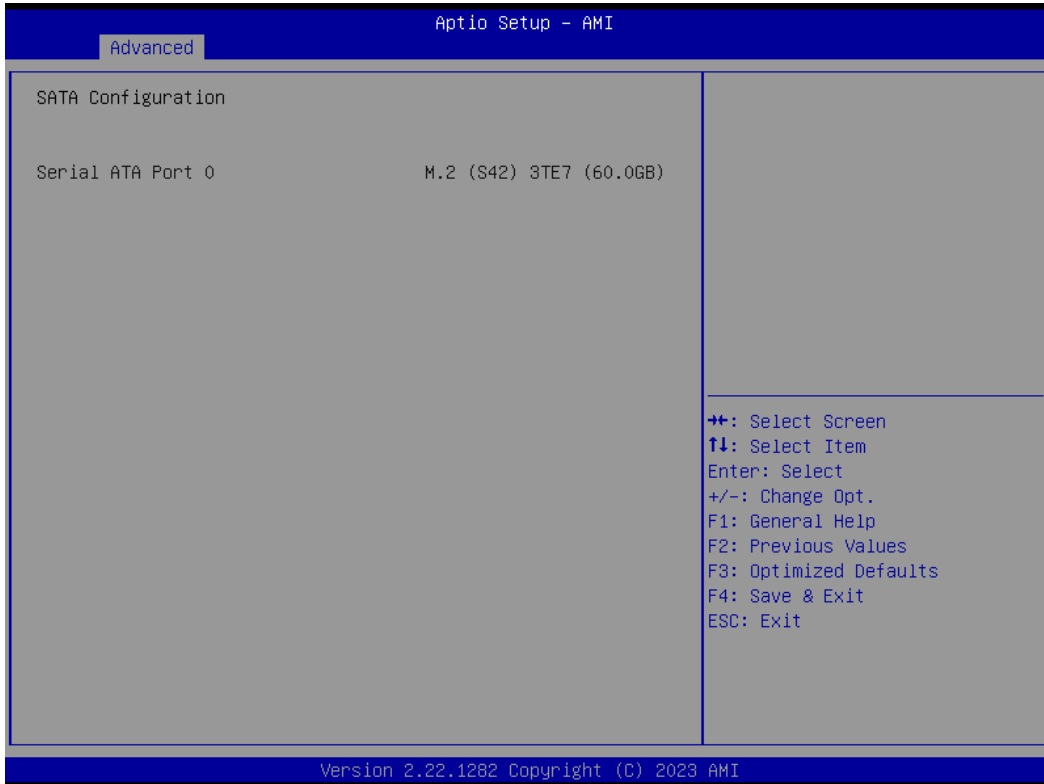 Aptio Setup – AMI
Advanced
SATA Configuration
Serial ATA Port 0 M.2 (S42) 3TE7 (60.0GB)
→←: Select Screen
↑↓: Select Item
Enter: Select
+/-: Change Opt.
F1: General Help
F2: Previous Values
F3: Optimized Defaults
F4: Save & Exit
ESC: Exit
Version 2.22.1282 Copyright (C) 2023 AMI